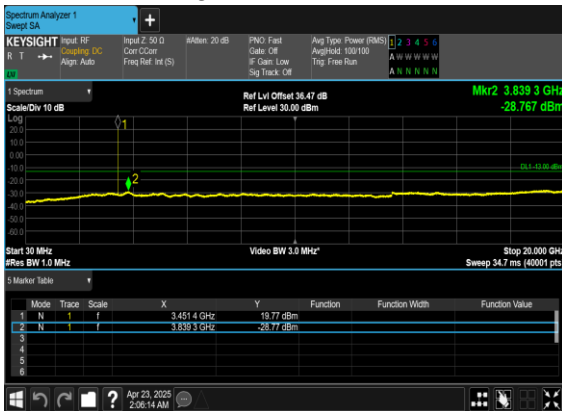 Spectrum Analyzer 1
Swept SA
KEYSIGHT Input: RF Input Z: 50 Ω #Atten: 20 dB PNO: Fast Avg Type: Power (RMS) 1 2 3 4 5 6
R T Coupling: DC Corr CCorr Gate: Off Avg|Hold: 100/100 A W W W W W
Align: Auto Freq Ref: Int (S) IF Gain: Low Trig: Free Run
Sig Track: Off A N N N N N
1 Spectrum Ref Lvl Offset 36.47 dB Mkr2 3.839 3 GHz
Scale/Div 10 dB Ref Level 30.00 dBm -28.767 dBm
Log
20.0
10.0
0.00
-10.0
-20.0
-30.0
-40.0
-50.0
-60.0
1
2
DL1 -13.00 dBm
Start 30 MHz Video BW 3.0 MHz* Stop 20.000 GHz
#Res BW 1.0 MHz Sweep 34.7 ms (40001 pts)
5 Marker Table
Mode Trace Scale X Y Function Function Width Function Value
1 N 1 f 3.451 4 GHz 19.77 dBm
2 N 1 f 3.839 3 GHz -28.77 dBm
3
4
5
6
? Apr 23, 2025
2:06:14 AM